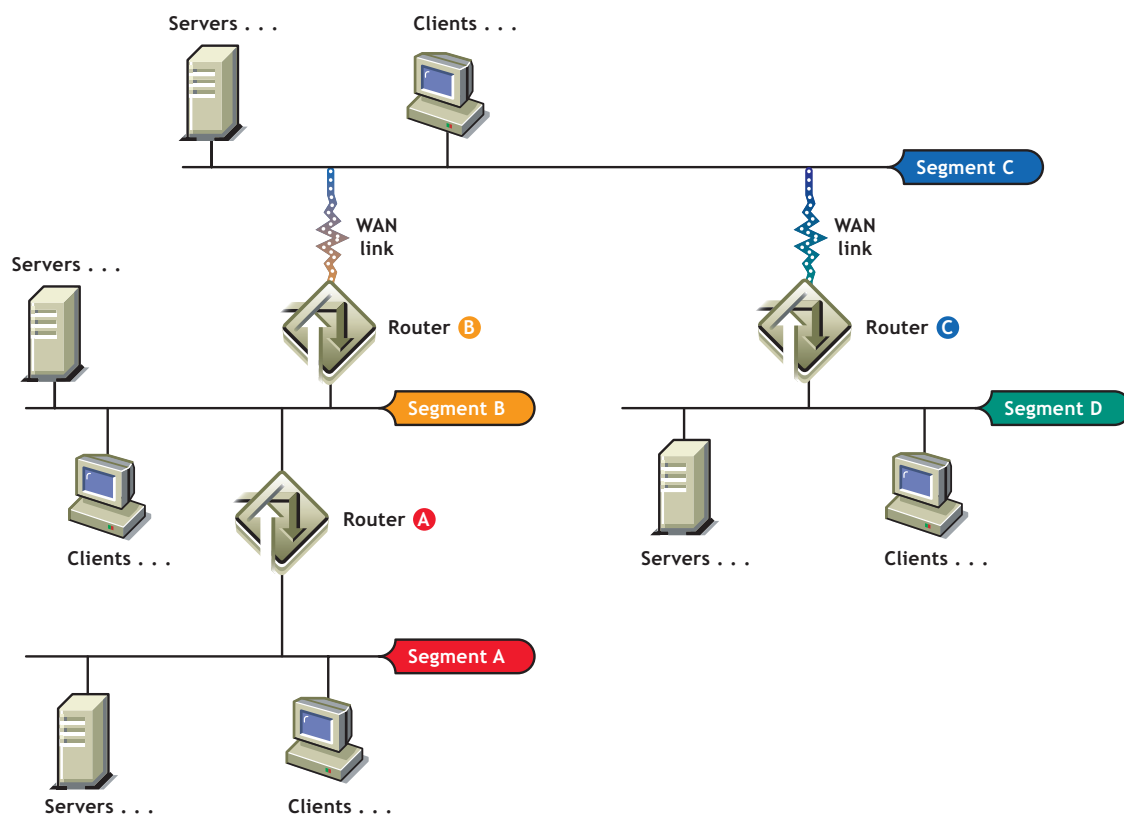 Servers . . .
Clients . . .
Segment C
WAN
link
WAN
link
Servers . . .
Router B
Router C
Segment B
Segment D
Router A
Clients . . .
Servers . . .
Clients . . .
Segment A
Servers . . .
Clients . . .